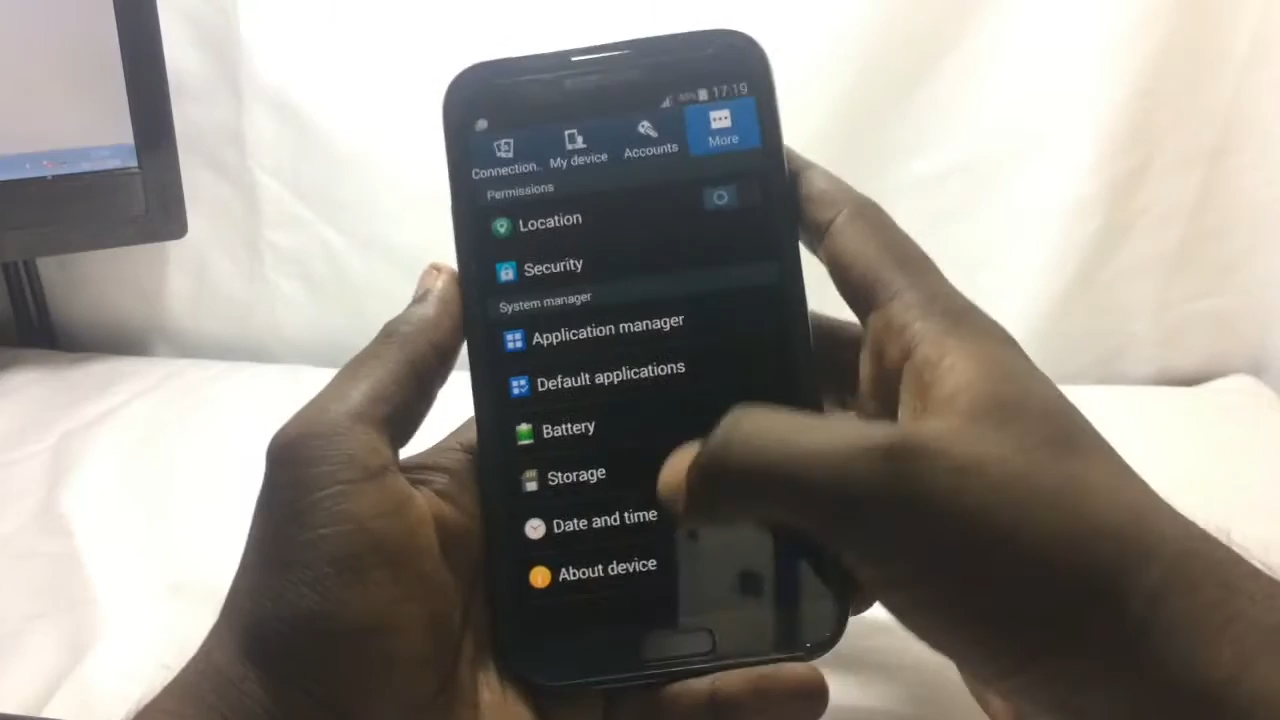 17:19
Connection..
My device
Accounts
More
Permissions
Location
Security
System manager
Application manager
Default applications
Battery
Storage
Date and time
About device